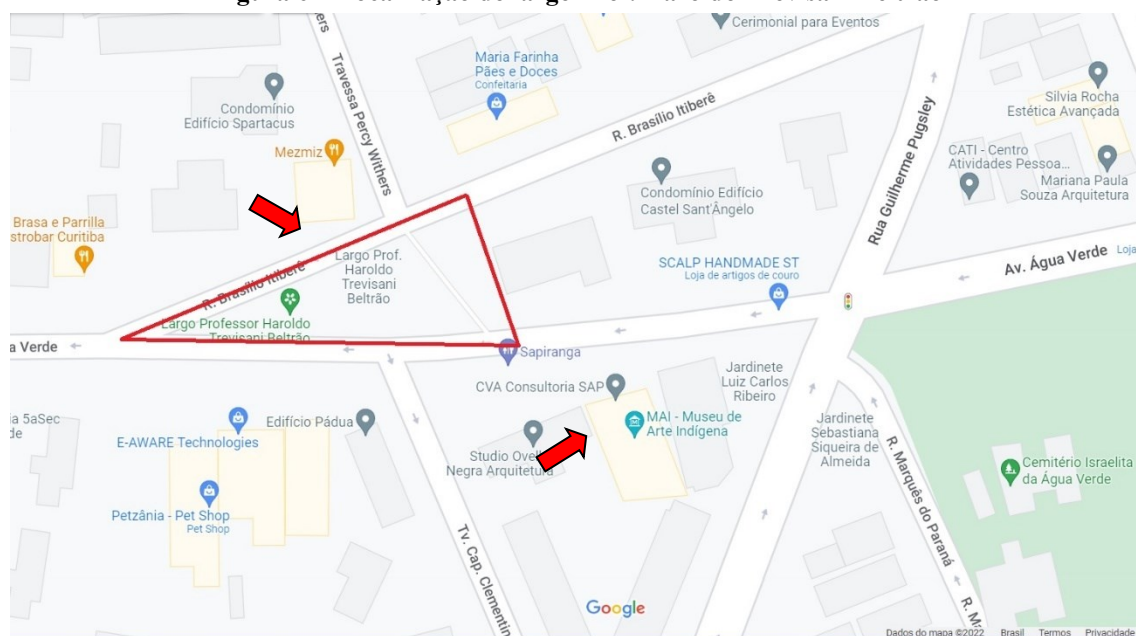 Cerimonial para Eventos
Travessa Percy Withers
Maria Farinha
Pães e Doces
Confeitaria
Condomínio
Edifício Spartacus
R. Brasílio Itiberê
Rua Guilherme Pugsley
Silvia Rocha
Estética Avançada
Mezmiz
CATI - Centro
Atividades Pessoa...
Mariana Paula
Souza Arquitetura
Condomínio Edifício
Castel Sant'Ângelo
Brasa e Parrilla
strobar Curitiba
Largo Prof.
Haroldo
Trevisani
Beltrão
SCALP HANDMADE ST
Loja de artigos de couro
Av. Água Verde
Loja
R. Brasílio Itiberê
Largo Professor Haroldo
Trevisani Beltrão
a Verde
Sapiranga
CVA Consultoria SAP
Jardinete
Luiz Carlos
Ribeiro
ia 5aSec
de
E-AWARE Technologies
Edifício Pádua
MAI - Museu de
Arte Indígena
Jardinete
Sebastiana
Siqueira de
Almeida
Studio Ovelh
Negra Arquitetura
R. Marquês do Paraná
Cemitério Israelita
da Água Verde
Petzânia - Pet Shop
Pet Shop
Tv. Cap. Clementin
Google
R. Ma
Dados do mapa ©2022 Brasil Termos Privacidade